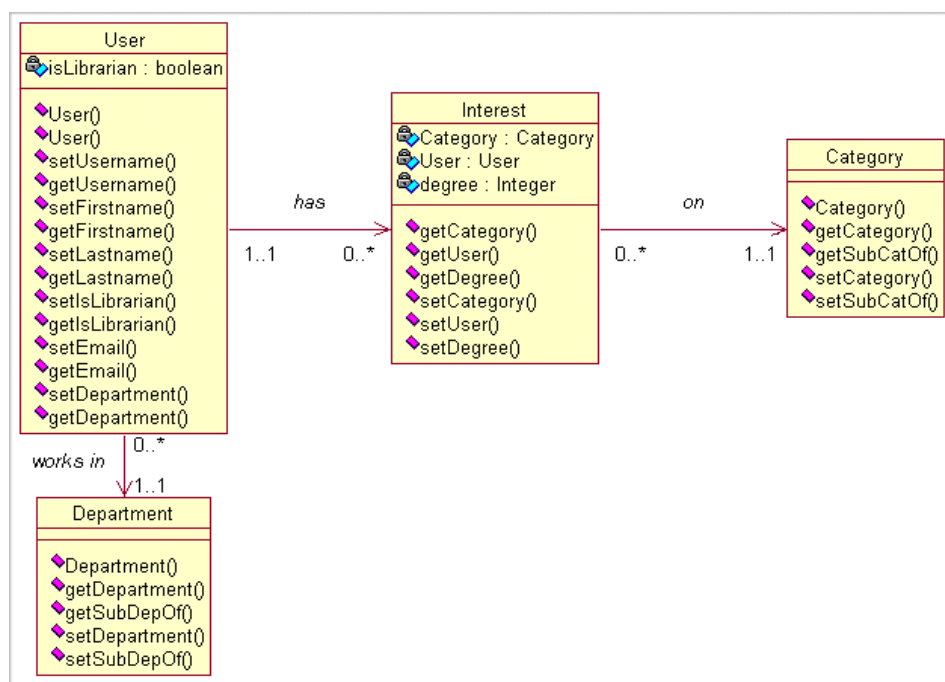 User
isLibrarian : boolean
User()
User()
setUsername()
getUsername()
setFirstname()
getFirstname()
setLastname()
getLastname()
setIsLibrarian()
getIsLibrarian()
setEmail()
getEmail()
setDepartment()
getDepartment()
has
1..1
0..*
Interest
Category : Category
User : User
degree : Integer
getCategory()
getUser()
getDegree()
setCategory()
setUser()
setDegree()
on
0..*
1..1
Category
Category()
getCategory()
getSubCatOf()
setCategory()
setSubCatOf()
0..*
works in
1..1
Department
Department()
getDepartment()
getSubDepOf()
setDepartment()
setSubDepOf()